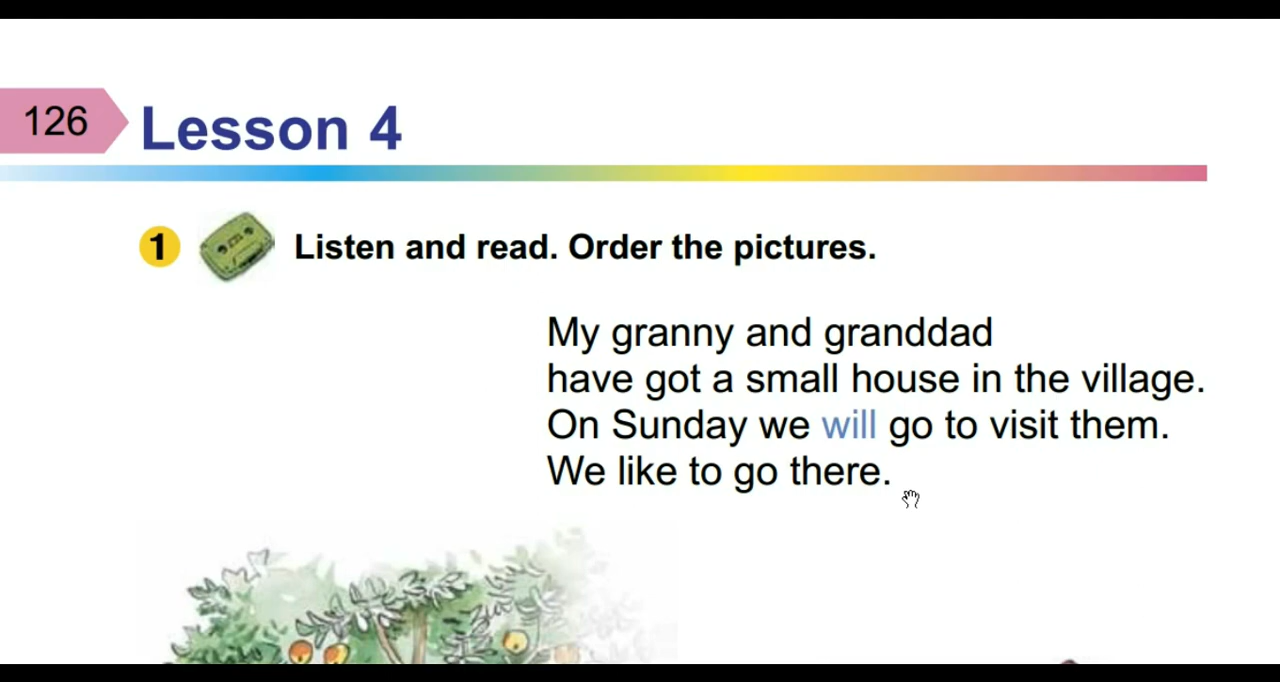 126
Lesson 4
1 Listen and read. Order the pictures.
My granny and granddad
have got a small house in the village.
On Sunday we will go to visit them.
We like to go there.